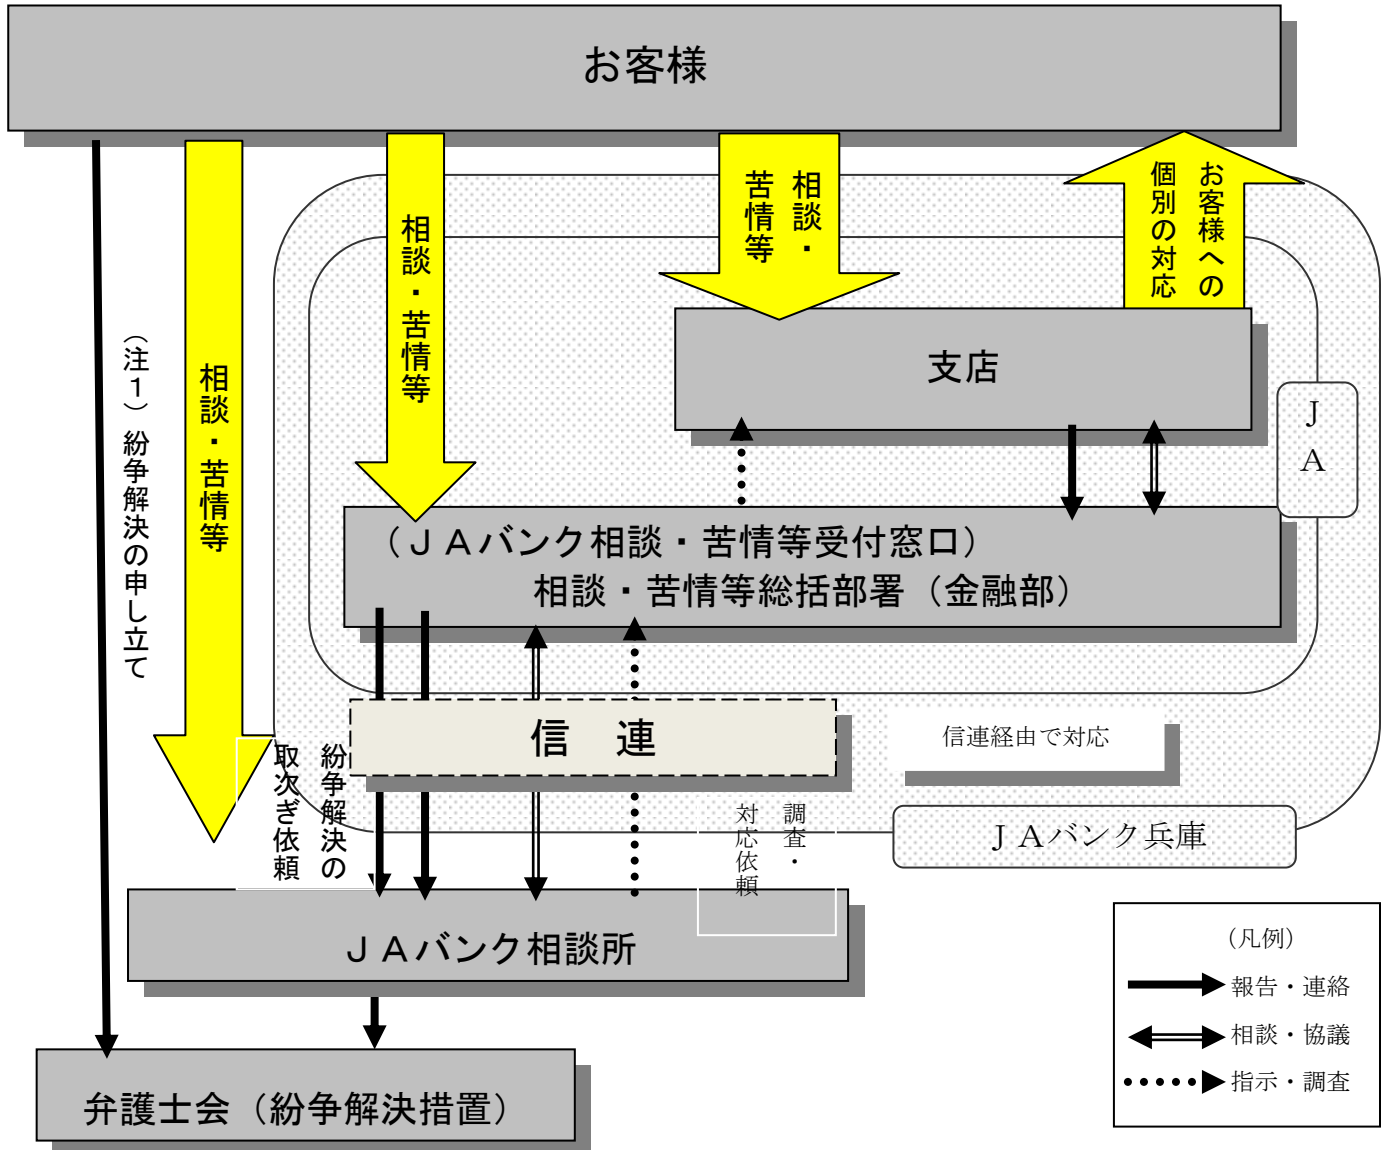 お客様
(注1)紛争解決の申し立て
相談・苦情等
相談・苦情等
相談・
苦情等
お客様への
個別の対応
支店
JA
(JAバンク相談・苦情等受付窓口)
相談・苦情等総括部署(金融部)
信 連
信連経由で対応
紛争解決の
取次ぎ依頼
調査・
対応依頼
JAバンク兵庫
JAバンク相談所
弁護士会(紛争解決措置)
(凡例)
報告・連絡
相談・協議
指示・調査